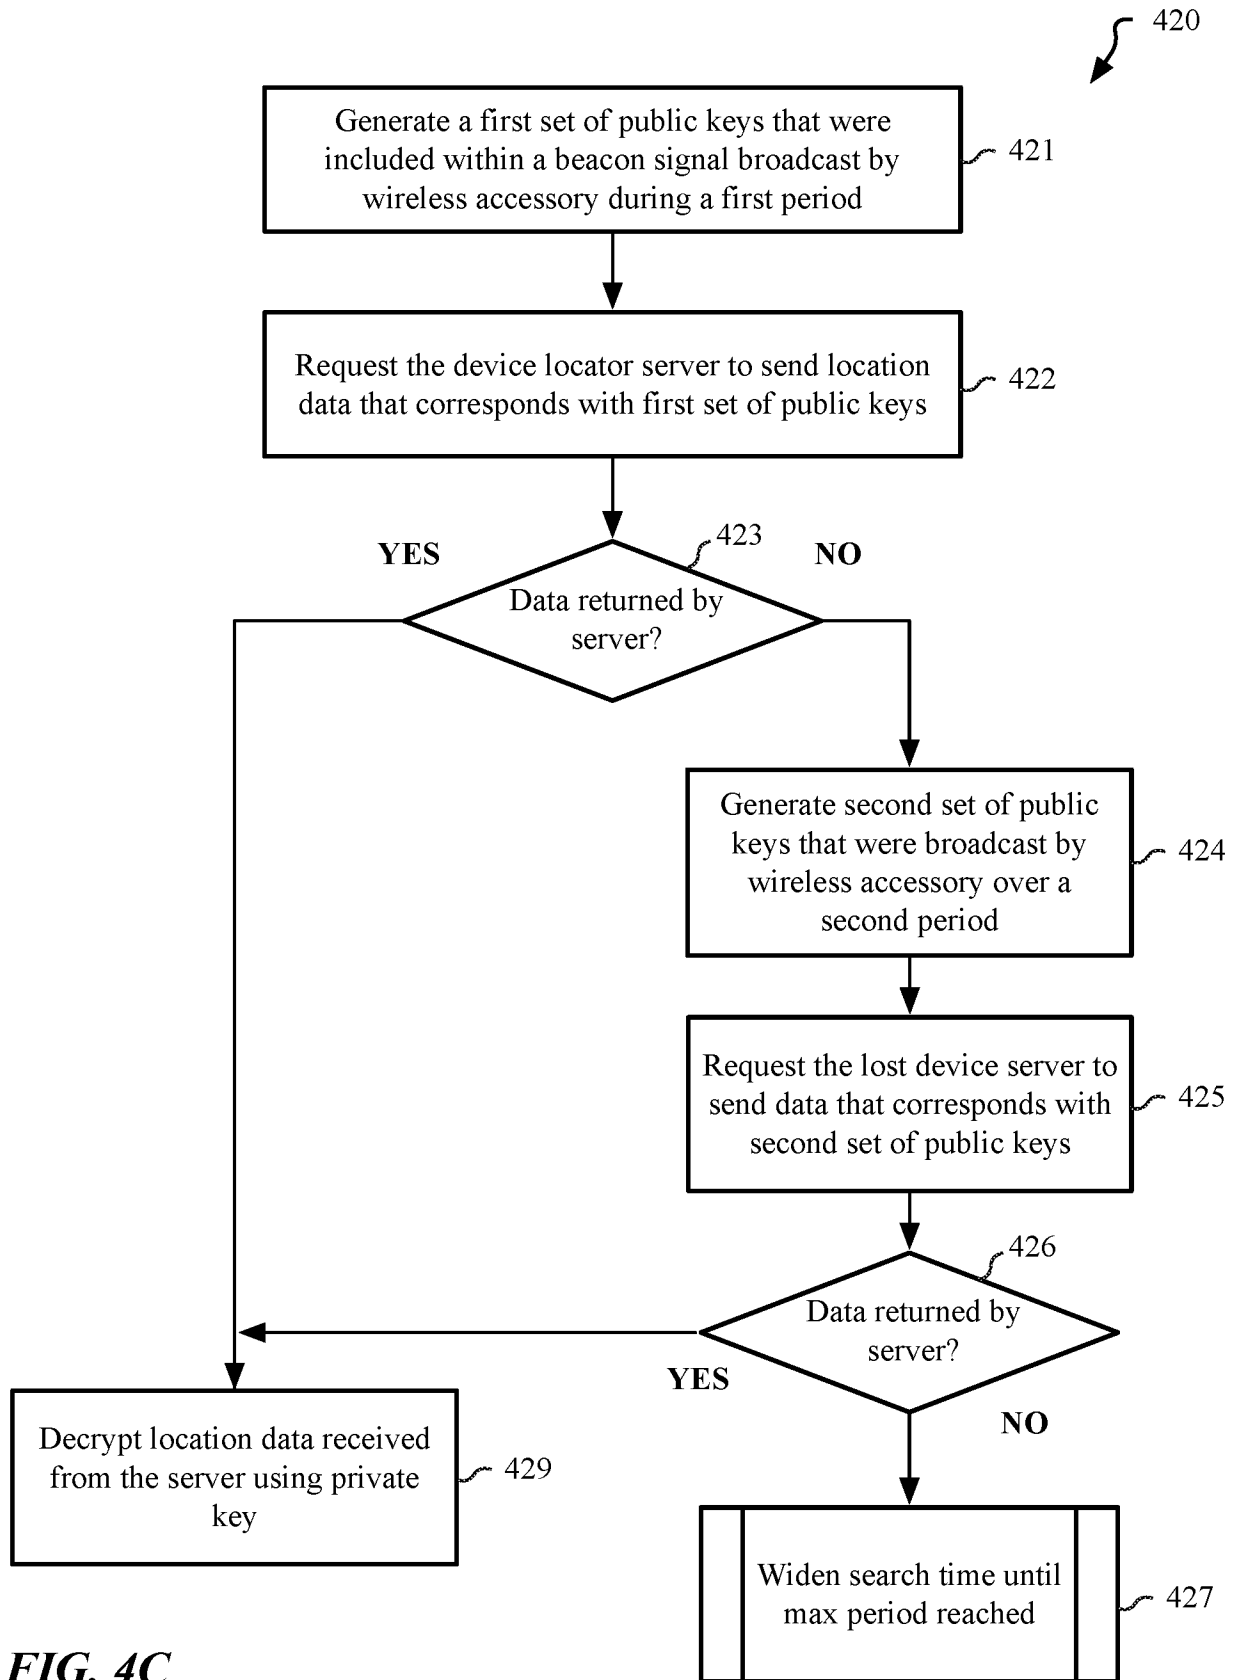 420
Generate a first set of public keys that were
included within a beacon signal broadcast by
wireless accessory during a first period
421
Request the device locator server to send location
data that corresponds with first set of public keys
422
423
YES
NO
Data returned by
server?
Generate second set of public
keys that were broadcast by
wireless accessory over a
second period
424
Request the lost device server to
send data that corresponds with
second set of public keys
425
426
Data returned by
server?
YES
NO
Decrypt location data received
from the server using private
key
429
Widen search time until
max period reached
427
FIG. 4C